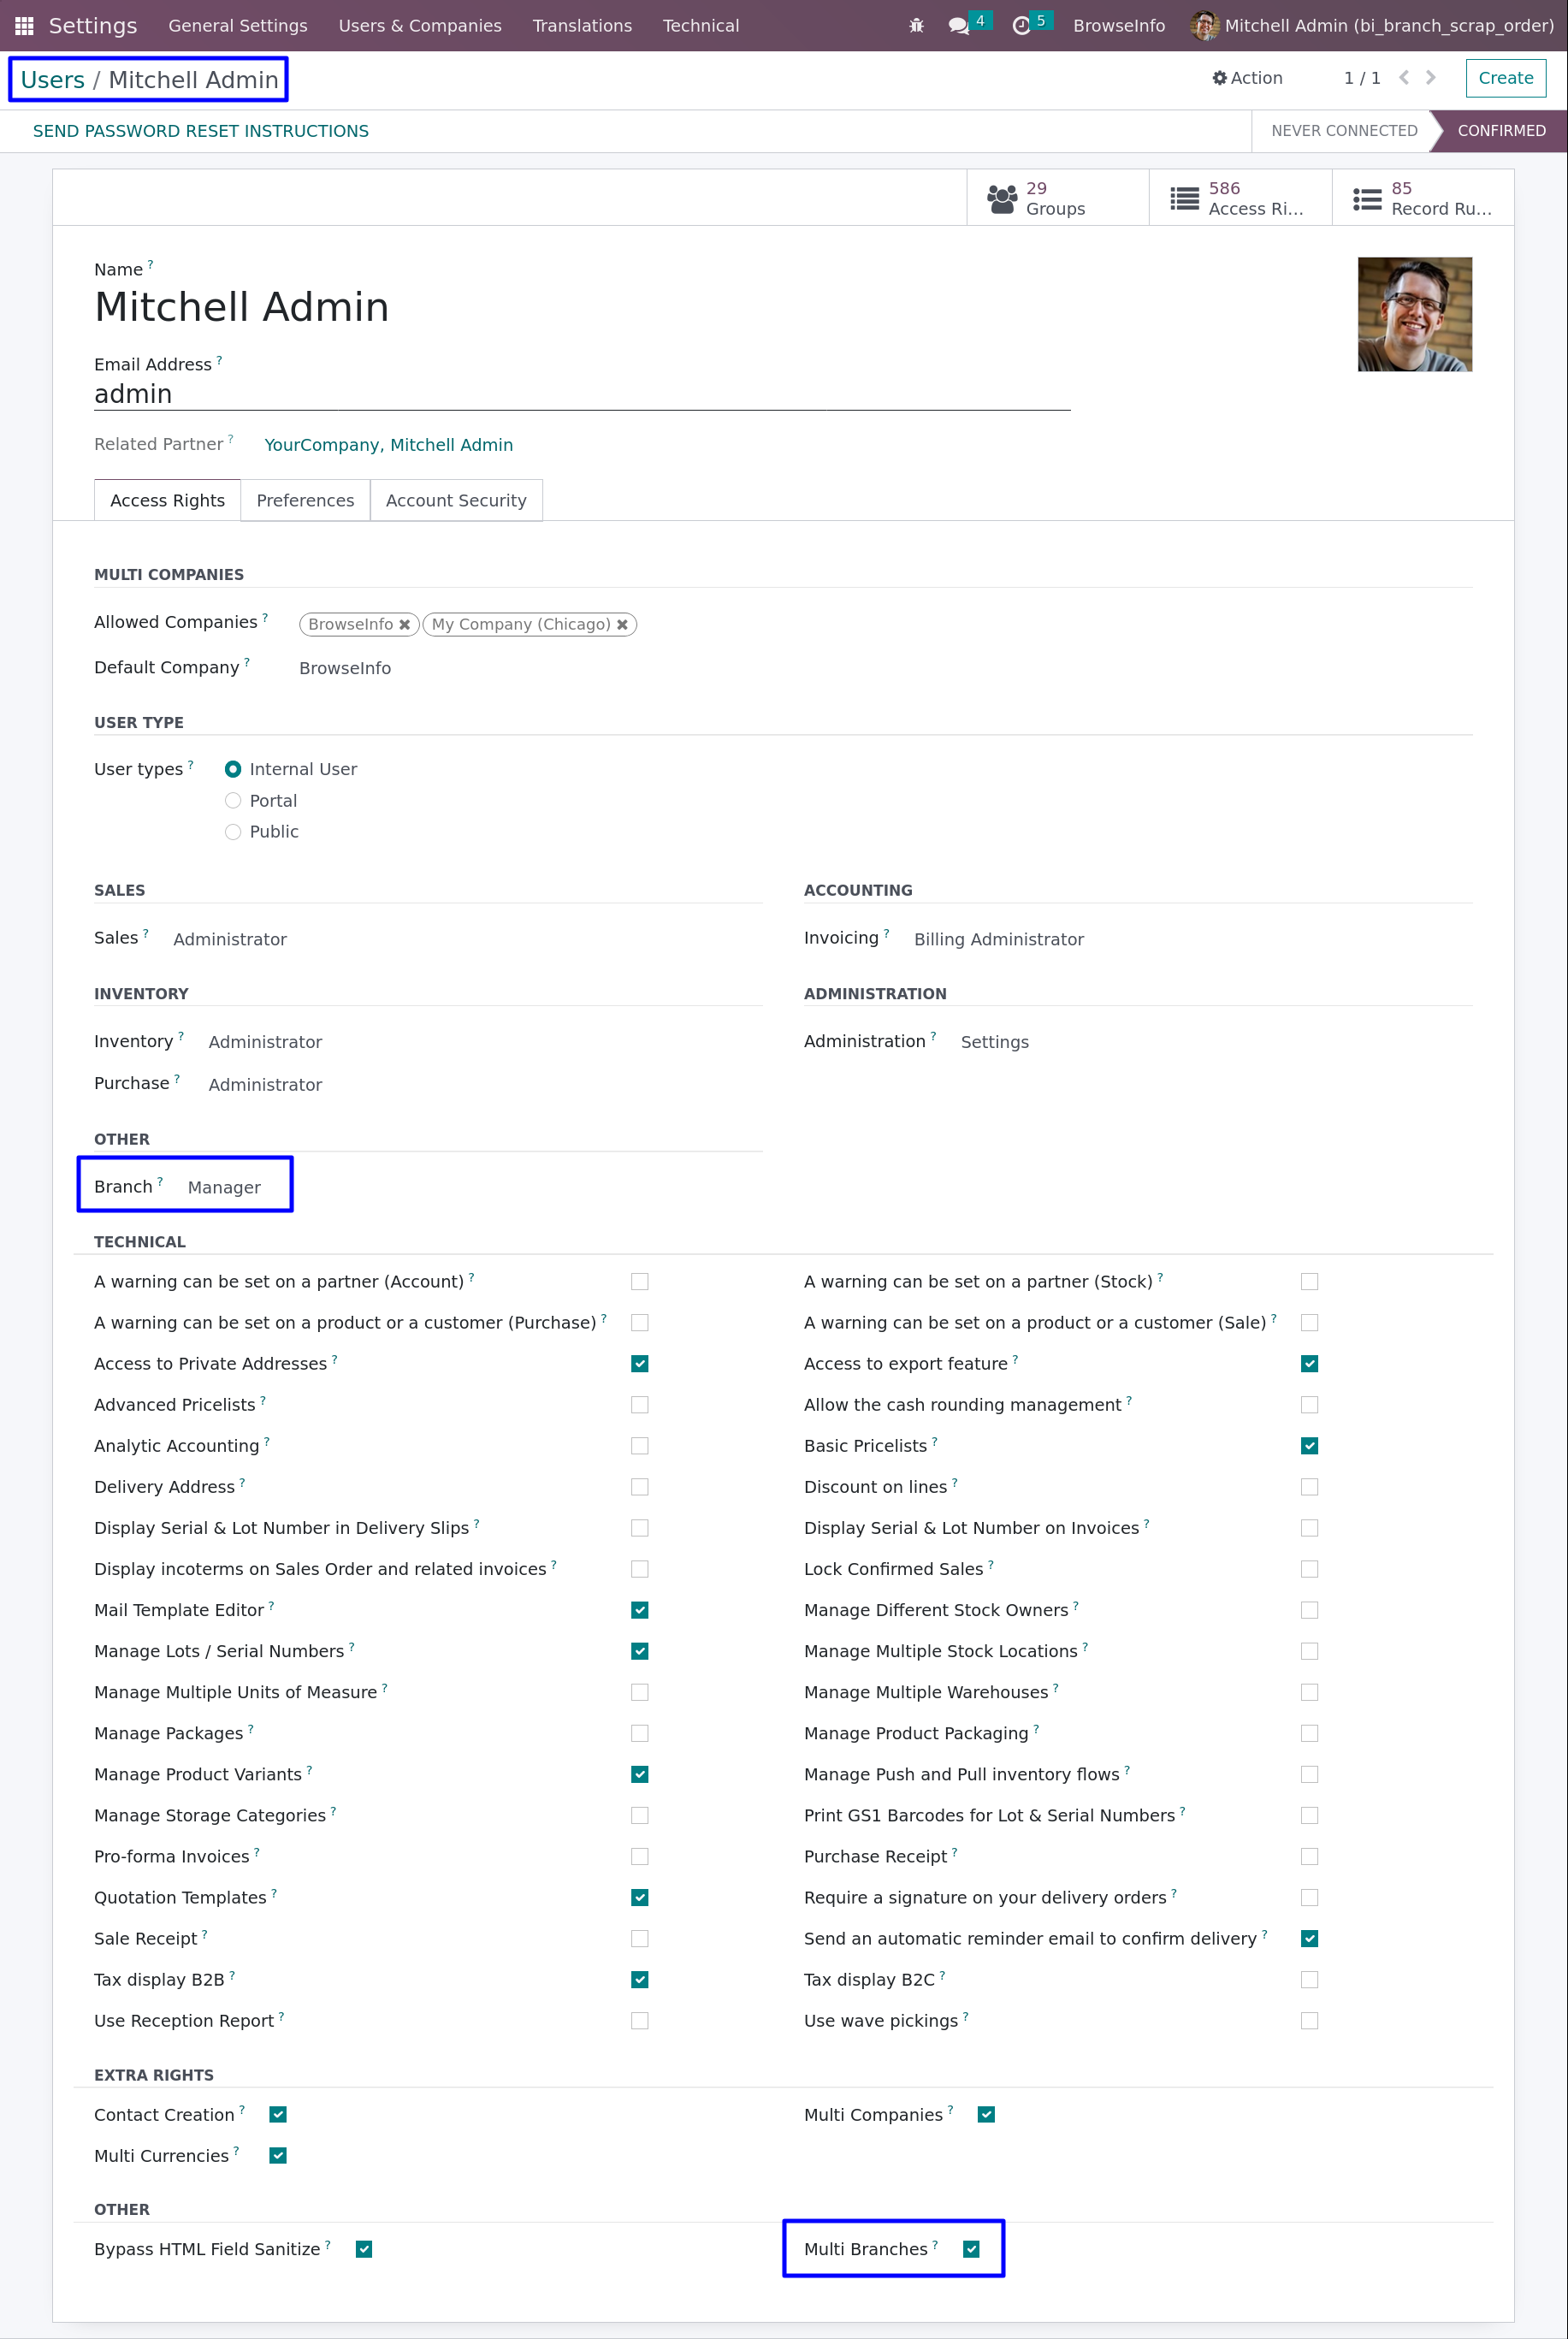 Settings General Settings Users & Companies Translations Technical 4 5 BrowseInfo Mitchell Admin (bi_branch_scrap_order)
Users / Mitchell Admin Action 1 / 1 Create
SEND PASSWORD RESET INSTRUCTIONS NEVER CONNECTED CONFIRMED
29 586 85
Groups Access Ri... Record Ru...
Name ?
Mitchell Admin
Email Address ?
admin
Related Partner ? YourCompany, Mitchell Admin
Access Rights Preferences Account Security
MULTI COMPANIES
Allowed Companies ? BrowseInfo ✖ My Company (Chicago) ✖
Default Company ? BrowseInfo
USER TYPE
User types ? Internal User
Portal
Public
SALES ACCOUNTING
Sales ? Administrator Invoicing ? Billing Administrator
INVENTORY ADMINISTRATION
Inventory ? Administrator Administration ? Settings
Purchase ? Administrator
OTHER
Branch ? Manager
TECHNICAL
A warning can be set on a partner (Account) ? A warning can be set on a partner (Stock) ?
A warning can be set on a product or a customer (Purchase) ? A warning can be set on a product or a customer (Sale) ?
Access to Private Addresses ? Access to export feature ?
Advanced Pricelists ? Allow the cash rounding management ?
Analytic Accounting ? Basic Pricelists ?
Delivery Address ? Discount on lines ?
Display Serial & Lot Number in Delivery Slips ? Display Serial & Lot Number on Invoices ?
Display incoterms on Sales Order and related invoices ? Lock Confirmed Sales ?
Mail Template Editor ? Manage Different Stock Owners ?
Manage Lots / Serial Numbers ? Manage Multiple Stock Locations ?
Manage Multiple Units of Measure ? Manage Multiple Warehouses ?
Manage Packages ? Manage Product Packaging ?
Manage Product Variants ? Manage Push and Pull inventory flows ?
Manage Storage Categories ? Print GS1 Barcodes for Lot & Serial Numbers ?
Pro-forma Invoices ? Purchase Receipt ?
Quotation Templates ? Require a signature on your delivery orders ?
Sale Receipt ? Send an automatic reminder email to confirm delivery ?
Tax display B2B ? Tax display B2C ?
Use Reception Report ? Use wave pickings ?
EXTRA RIGHTS
Contact Creation ? Multi Companies ?
Multi Currencies ?
OTHER
Bypass HTML Field Sanitize ? Multi Branches ?